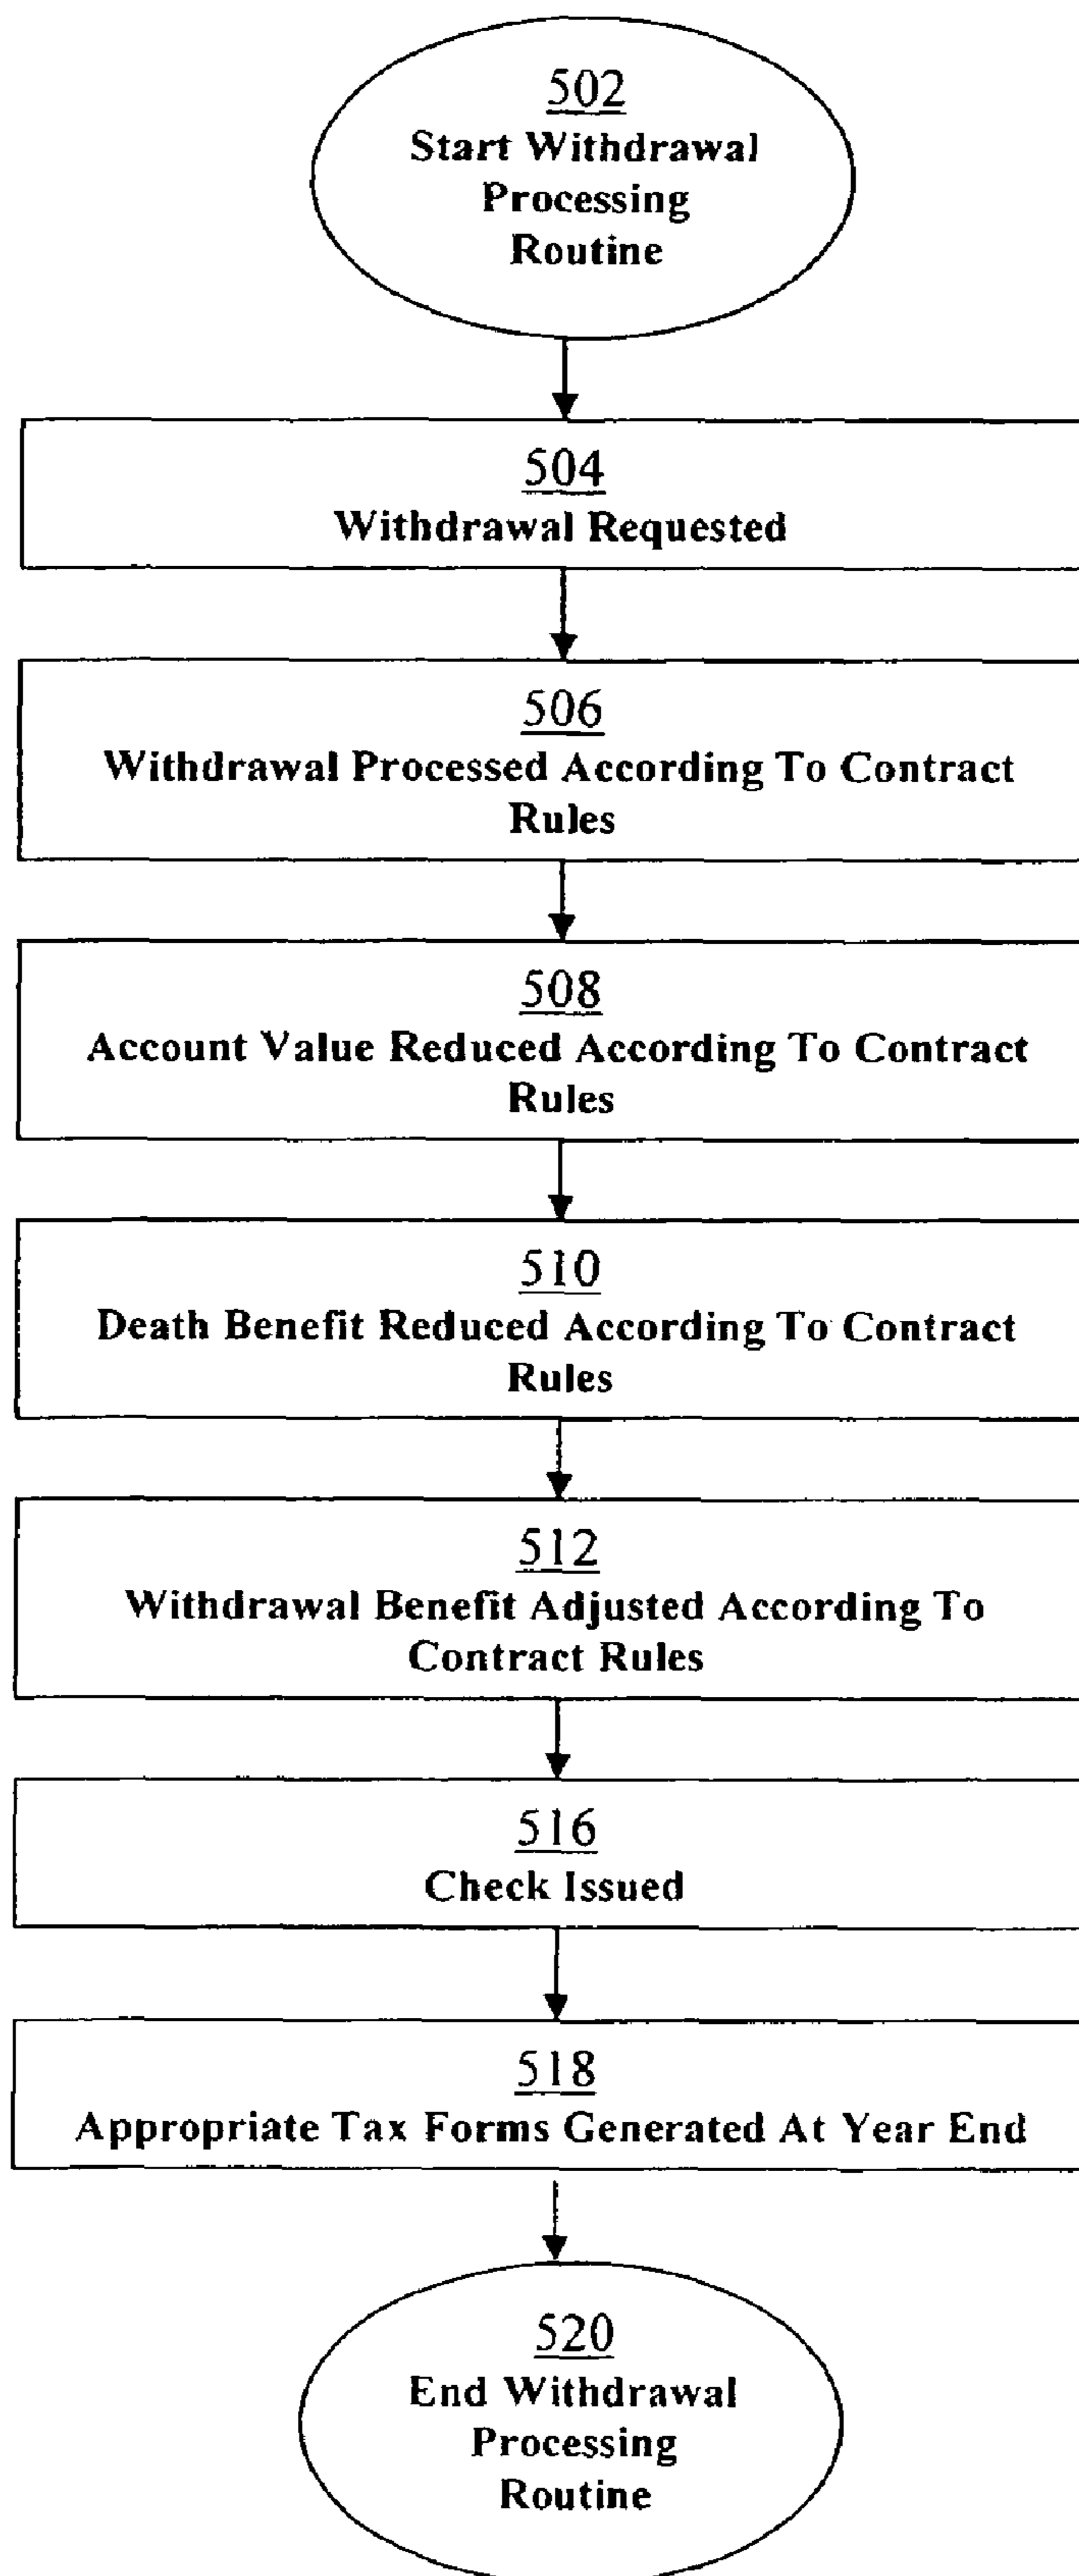 502
Start Withdrawal
Processing
Routine
504
Withdrawal Requested
506
Withdrawal Processed According To Contract
Rules
508
Account Value Reduced According To Contract
Rules
510
Death Benefit Reduced According To Contract
Rules
512
Withdrawal Benefit Adjusted According To
Contract Rules
516
Check Issued
518
Appropriate Tax Forms Generated At Year End
520
End Withdrawal
Processing
Routine